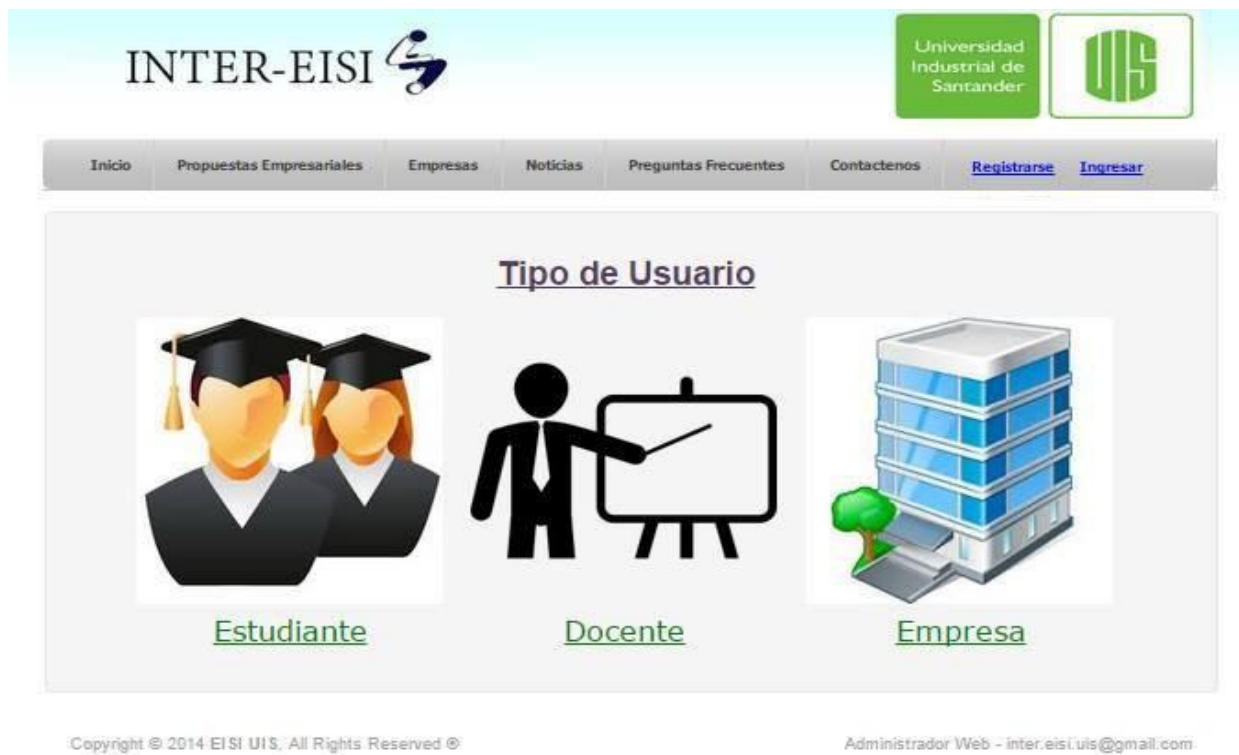 INTER-EISI
Universidad
Industrial de
Santander
UIS
Inicio Propuestas Empresariales Empresas Noticias Preguntas Frecuentes Contactenos Registrarse Ingresar
Tipo de Usuario
Estudiante Docente Empresa
Copyright © 2014 EISI UIS, All Rights Reserved ® Administrador Web - inter.eisi.uis@gmail.com